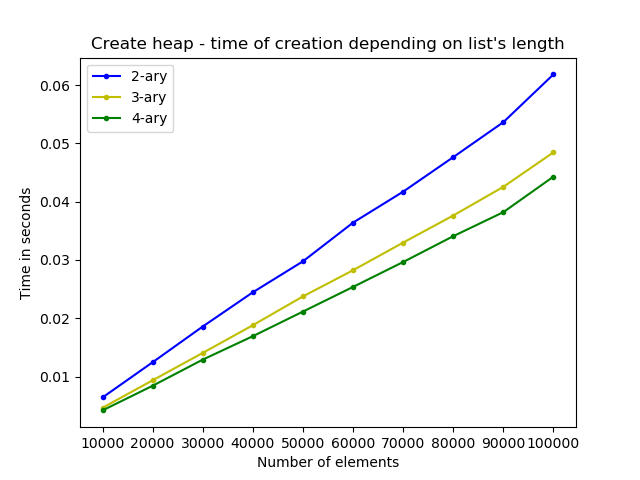 Create heap - time of creation depending on list's length
2-ary
3-ary
4-ary
0.06
0.05
0.04
0.03
0.02
0.01
Time in seconds
10000 20000 30000 40000 50000 60000 70000 80000 90000 100000
Number of elements